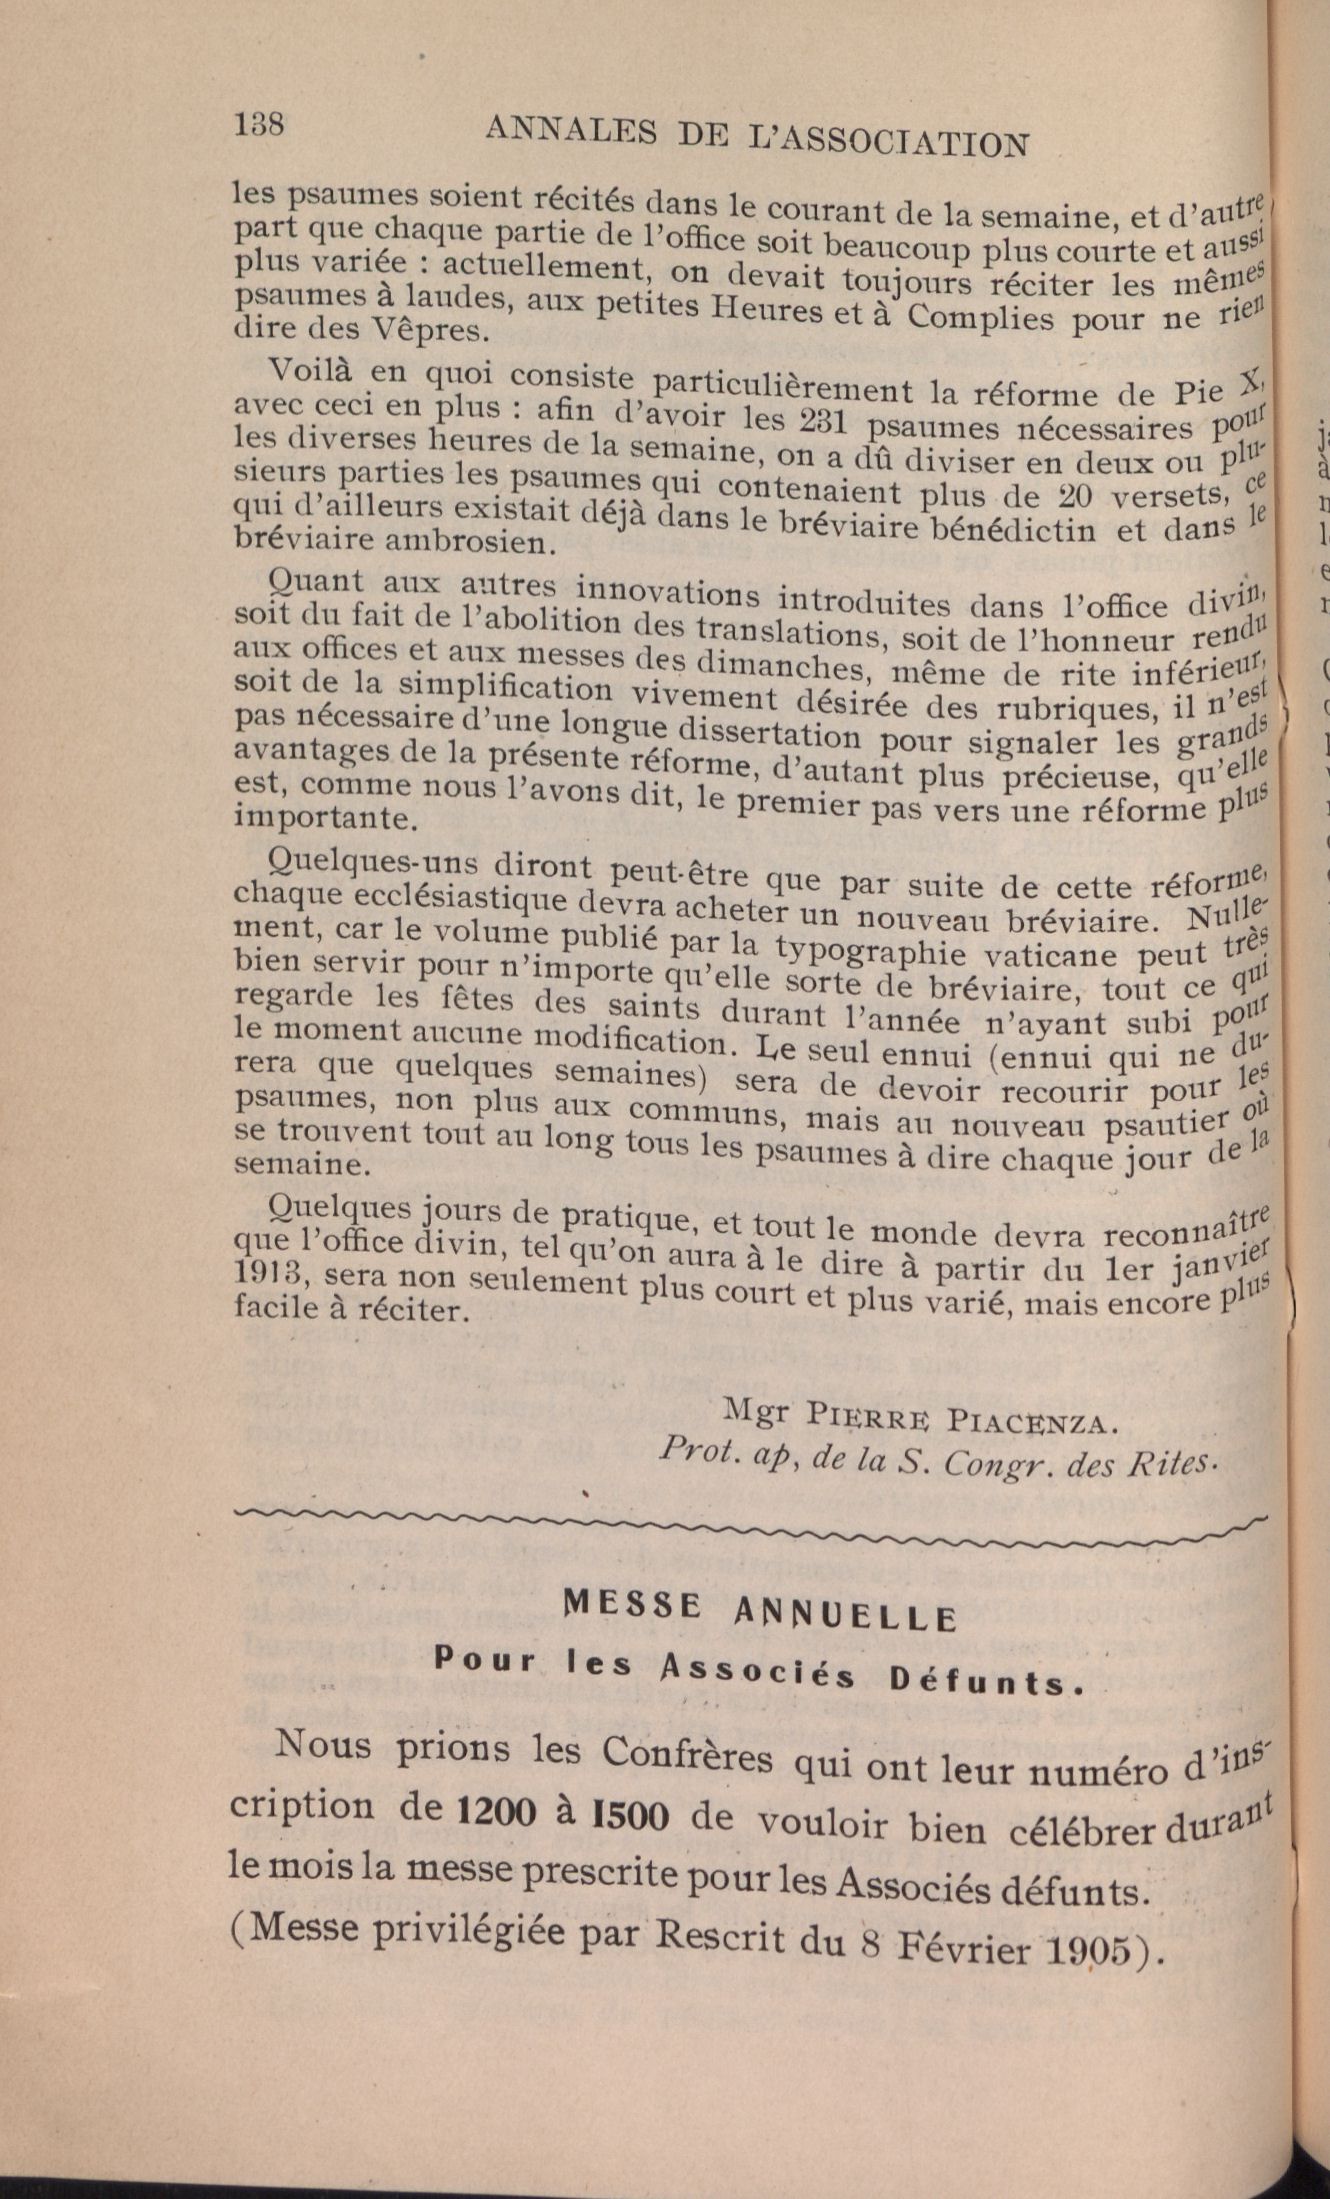 138 ANNALES DE L'ASSOCIATION
les psaumes soient récités dans le courant de la semaine, et d'autre
part que chaque partie de l'office soit beaucoup plus courte et aussi
plus variée : actuellement, on devait toujours réciter les mêmes
psaumes à laudes, aux petites Heures et à Complies pour ne rien
dire des Vêpres.
Voilà en quoi consiste particulièrement la réforme de Pie X,
avec ceci en plus : afin d'avoir les 231 psaumes nécessaires pour
les diverses heures de la semaine, on a dû diviser en deux ou plu-
sieurs parties les psaumes qui contenaient plus de 20 versets, ce
qui d'ailleurs existait déjà dans le bréviaire bénédictin et dans le
bréviaire ambrosien.
Quant aux autres innovations introduites dans l'office divin,
soit du fait de l'abolition des translations, soit de l'honneur rendu
aux offices et aux messes des dimanches, même de rite inférieur,
soit de la simplification vivement désirée des rubriques, il n'est
pas nécessaire d'une longue dissertation pour signaler les grands
avantages de la présente réforme, d'autant plus précieuse, qu'elle
est, comme nous l'avons dit, le premier pas vers une réforme plus
importante.
Quelques-uns diront peut-être que par suite de cette réforme,
chaque ecclésiastique devra acheter un nouveau bréviaire. Nulle-
ment, car le volume publié par la typographie vaticane peut très
bien servir pour n'importe qu'elle sorte de bréviaire, tout ce qui
regarde les fêtes des saints durant l'année n'ayant subi pour
le moment aucune modification. Le seul ennui (ennui qui ne du-
rera que quelques semaines) sera de devoir recourir pour les
psaumes, non plus aux communs, mais au nouveau psautier où
se trouvent tout au long tous les psaumes à dire chaque jour de la
semaine.
Quelques jours de pratique, et tout le monde devra reconnaître
que l'office divin, tel qu'on aura à le dire à partir du 1er janvier
1913, sera non seulement plus court et plus varié, mais encore plus
facile à réciter.
Mgr PIERRE PIACENZA.
Prot. ap, de la S. Congr. des Rites.
MESSE ANNUELLE
Pour les Associés Défunts.
Nous prions les Confrères qui ont leur numéro d'ins-
cription de 1200 à 1500 de vouloir bien célébrer durant
le mois la messe prescrite pour les Associés défunts.
(Messe privilégiée par Rescrit du 8 Février 1905).